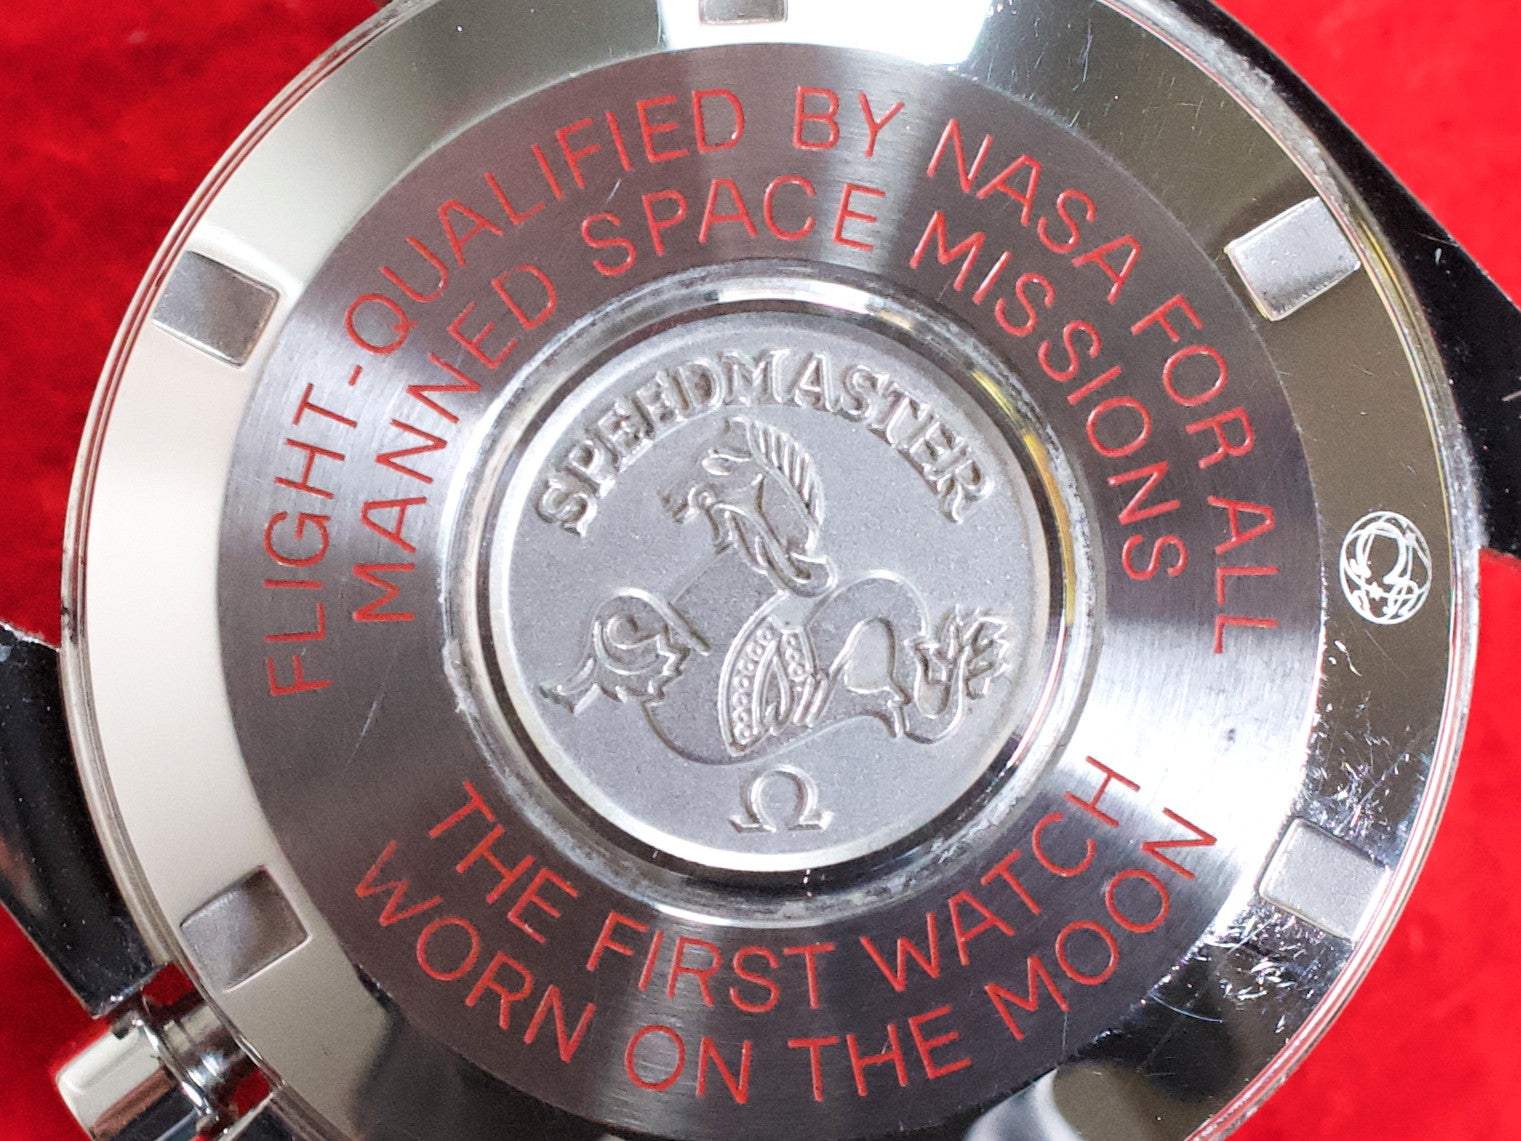 FLIGHT-QUALIFIED BY NASA FOR ALL
MANNED SPACE MISSIONS
SPEEDMASTER
Ω
THE FIRST WATCH
WORN ON THE MOON